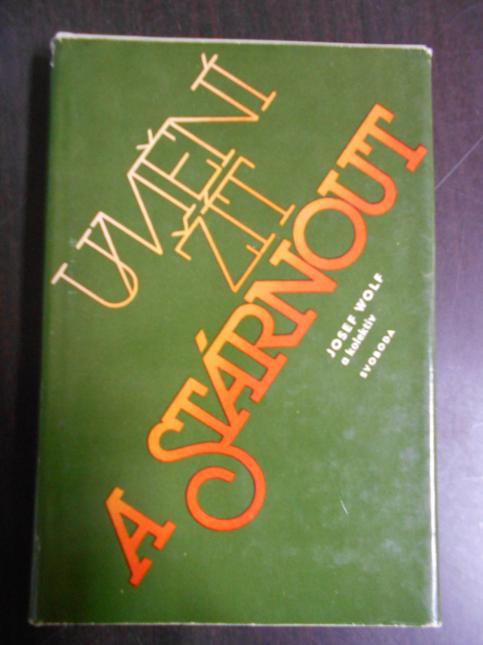 UMĚNÍ
ŽÍT
A STÁRNOUT
JOSEF WOLF
a kolektiv
SVOBODA